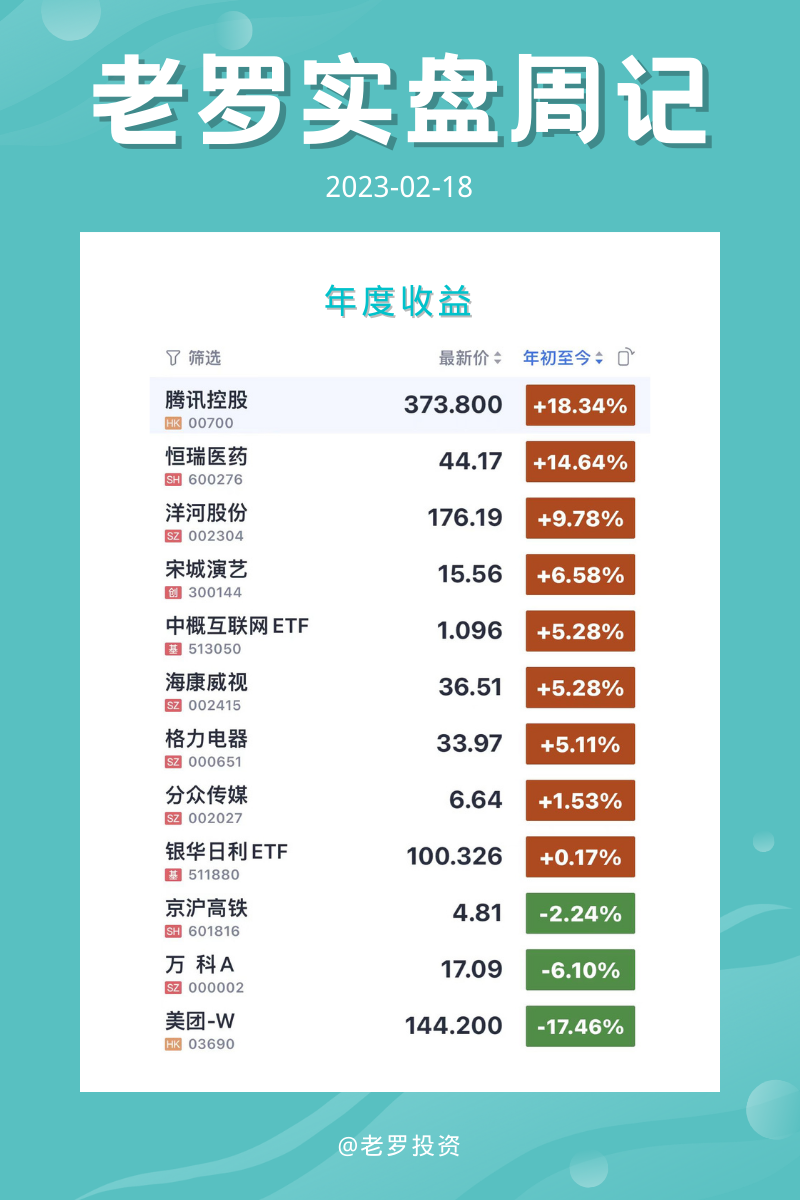 老罗实盘周记
2023-02-18
年度收益
筛选 最新价 年初至今
腾讯控股 373.800 +18.34%
HK 00700
恒瑞医药 44.17 +14.64%
SH 600276
洋河股份 176.19 +9.78%
SZ 002304
宋城演艺 15.56 +6.58%
创 300144
中概互联网ETF 1.096 +5.28%
基 513050
海康威视 36.51 +5.28%
SZ 002415
格力电器 33.97 +5.11%
SZ 000651
分众传媒 6.64 +1.53%
SZ 002027
银华日利ETF 100.326 +0.17%
基 511880
京沪高铁 4.81 -2.24%
SH 601816
万 科A 17.09 -6.10%
SZ 000002
美团-W 144.200 -17.46%
HK 03690
@老罗投资